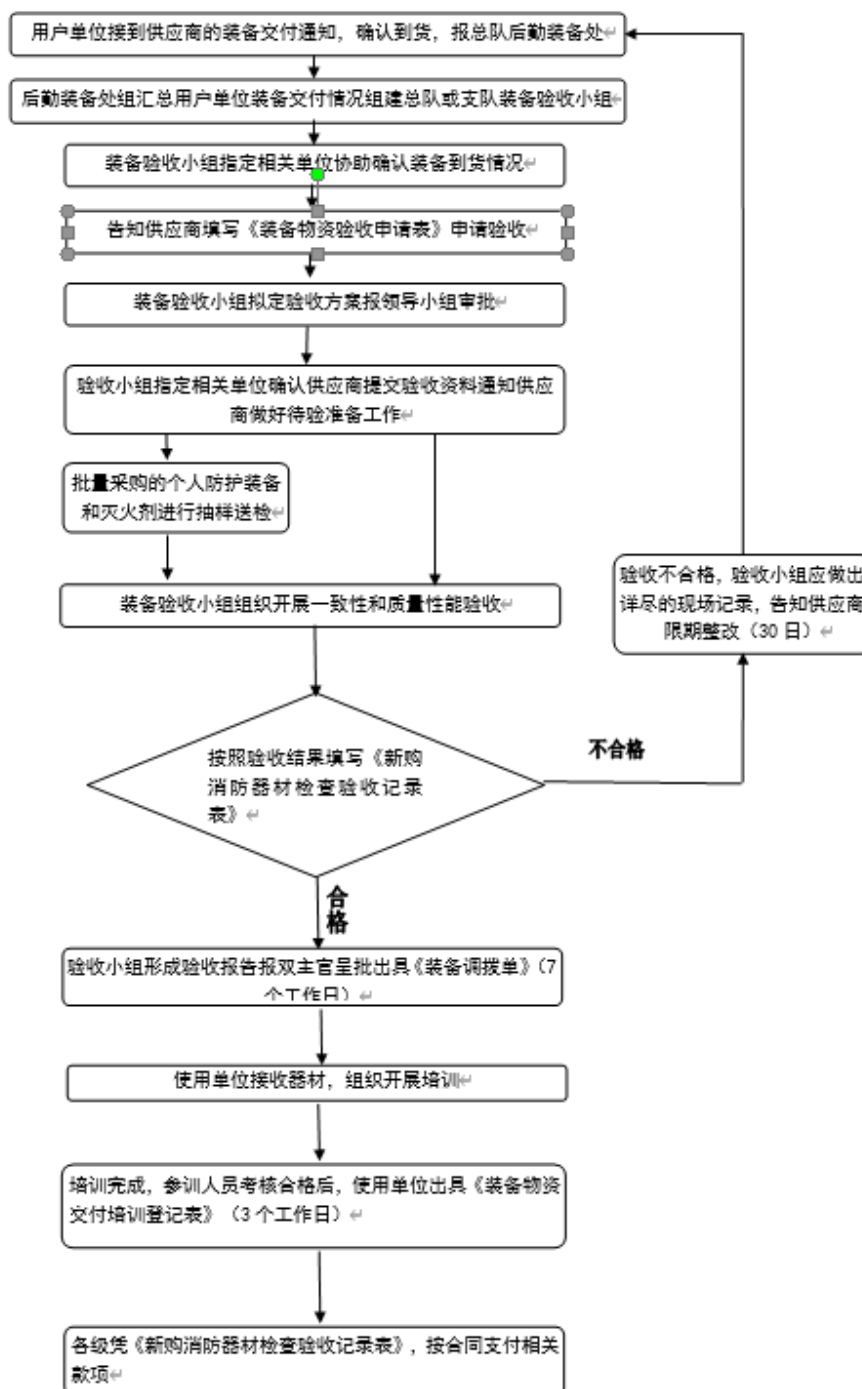 用户单位接到供应商的装备交付通知，确认到货，报总队后勤装备处
后勤装备处组汇总用户单位装备交付情况组建总队或支队装备验收小组
装备验收小组指定相关单位协助确认装备到货情况
告知供应商填写《装备物资验收申请表》申请验收
装备验收小组拟定验收方案报领导小组审批
验收小组指定相关单位确认供应商提交验收资料通知供应
商做好待验准备工作
批量采购的个人防护装备
和灭火剂进行抽样送检
装备验收小组组织开展一致性和质量性能验收
验收不合格，验收小组应做出
详尽的现场记录，告知供应商
限期整改（30 日）
按照验收结果填写《新购
消防器材检查验收记录
表》
不合格
合
格
验收小组形成验收报告报双主官呈批出具《装备调拨单》（7
个工作日）
使用单位接收器材，组织开展培训
培训完成，参训人员考核合格后，使用单位出具《装备物资
交付培训登记表》（3 个工作日）
各级凭《新购消防器材检查验收记录表》，按合同支付相关
款项